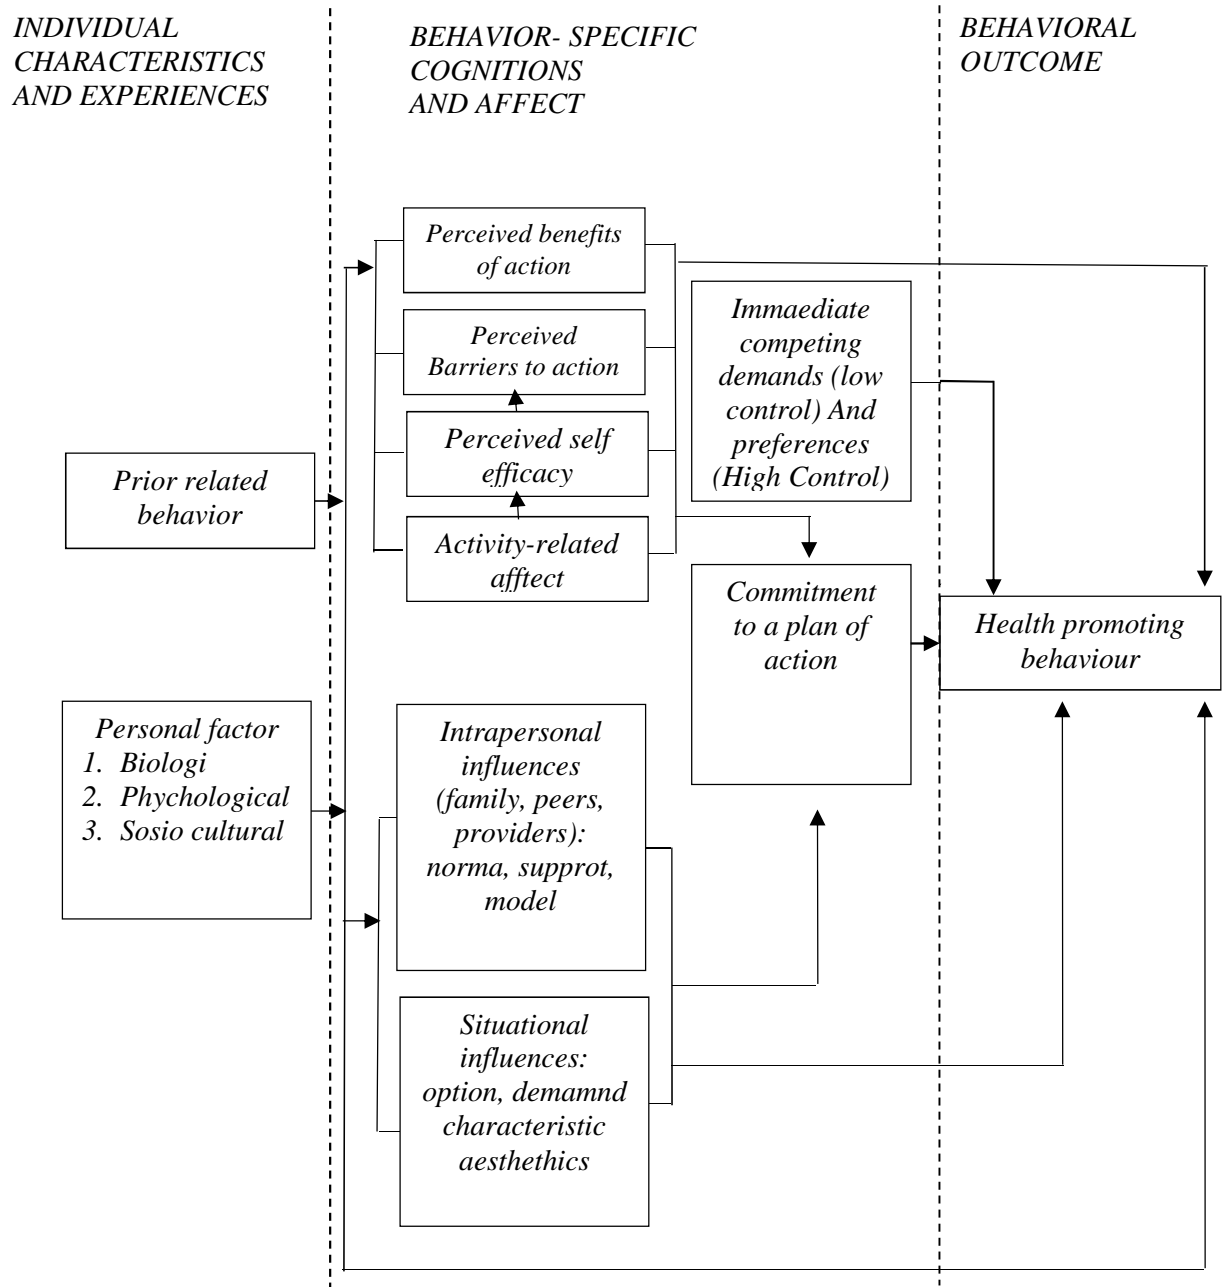 INDIVIDUAL
CHARACTERISTICS
AND EXPERIENCES
BEHAVIOR- SPECIFIC
COGNITIONS
AND AFFECT
BEHAVIORAL
OUTCOME
Perceived benefits
of action
Perceived
Barriers to action
Perceived self
efficacy
Activity-related
afftect
Immaediate
competing
demands (low
control) And
preferences
(High Control)
Prior related
behavior
Commitment
to a plan of
action
Health promoting
behaviour
Personal factor
1. Biologi
2. Phychological
3. Sosio cultural
Intrapersonal
influences
(family, peers,
providers):
norma, supprot,
model
Situational
influences:
option, demamnd
characteristic
aesthethics